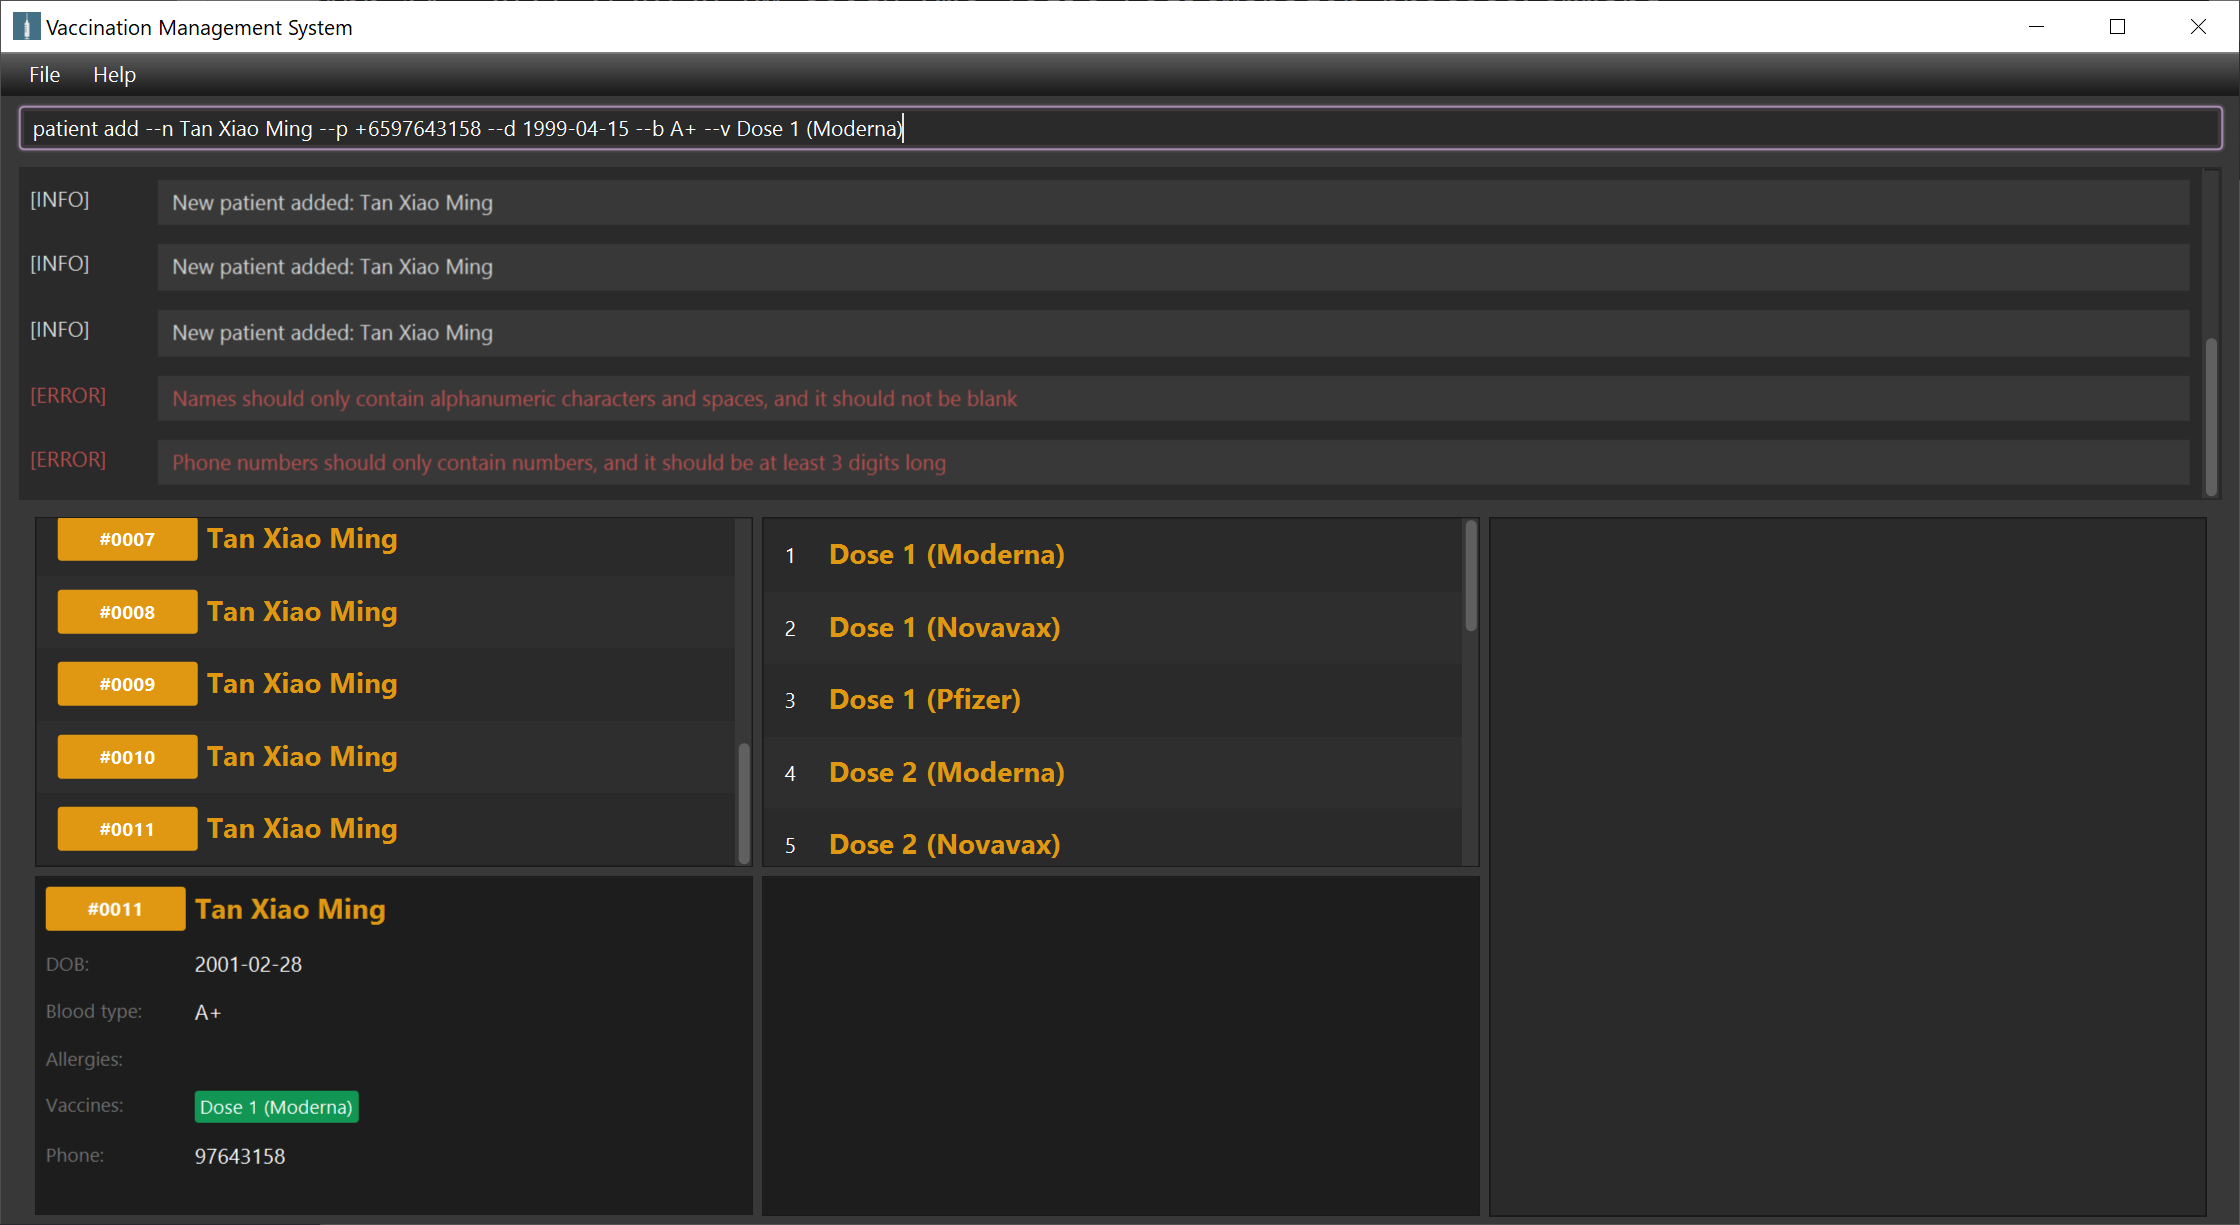 Vaccination Management System
File Help
patient add --n Tan Xiao Ming --p +6597643158 --d 1999-04-15 --b A+ --v Dose 1 (Moderna)
[INFO] New patient added: Tan Xiao Ming
[INFO] New patient added: Tan Xiao Ming
[INFO] New patient added: Tan Xiao Ming
[ERROR] Names should only contain alphanumeric characters and spaces, and it should not be blank
[ERROR] Phone numbers should only contain numbers, and it should be at least 3 digits long
#0007 Tan Xiao Ming
#0008 Tan Xiao Ming
#0009 Tan Xiao Ming
#0010 Tan Xiao Ming
#0011 Tan Xiao Ming
1 Dose 1 (Moderna)
2 Dose 1 (Novavax)
3 Dose 1 (Pfizer)
4 Dose 2 (Moderna)
5 Dose 2 (Novavax)
#0011 Tan Xiao Ming
DOB: 2001-02-28
Blood type: A+
Allergies:
Vaccines: Dose 1 (Moderna)
Phone: 97643158